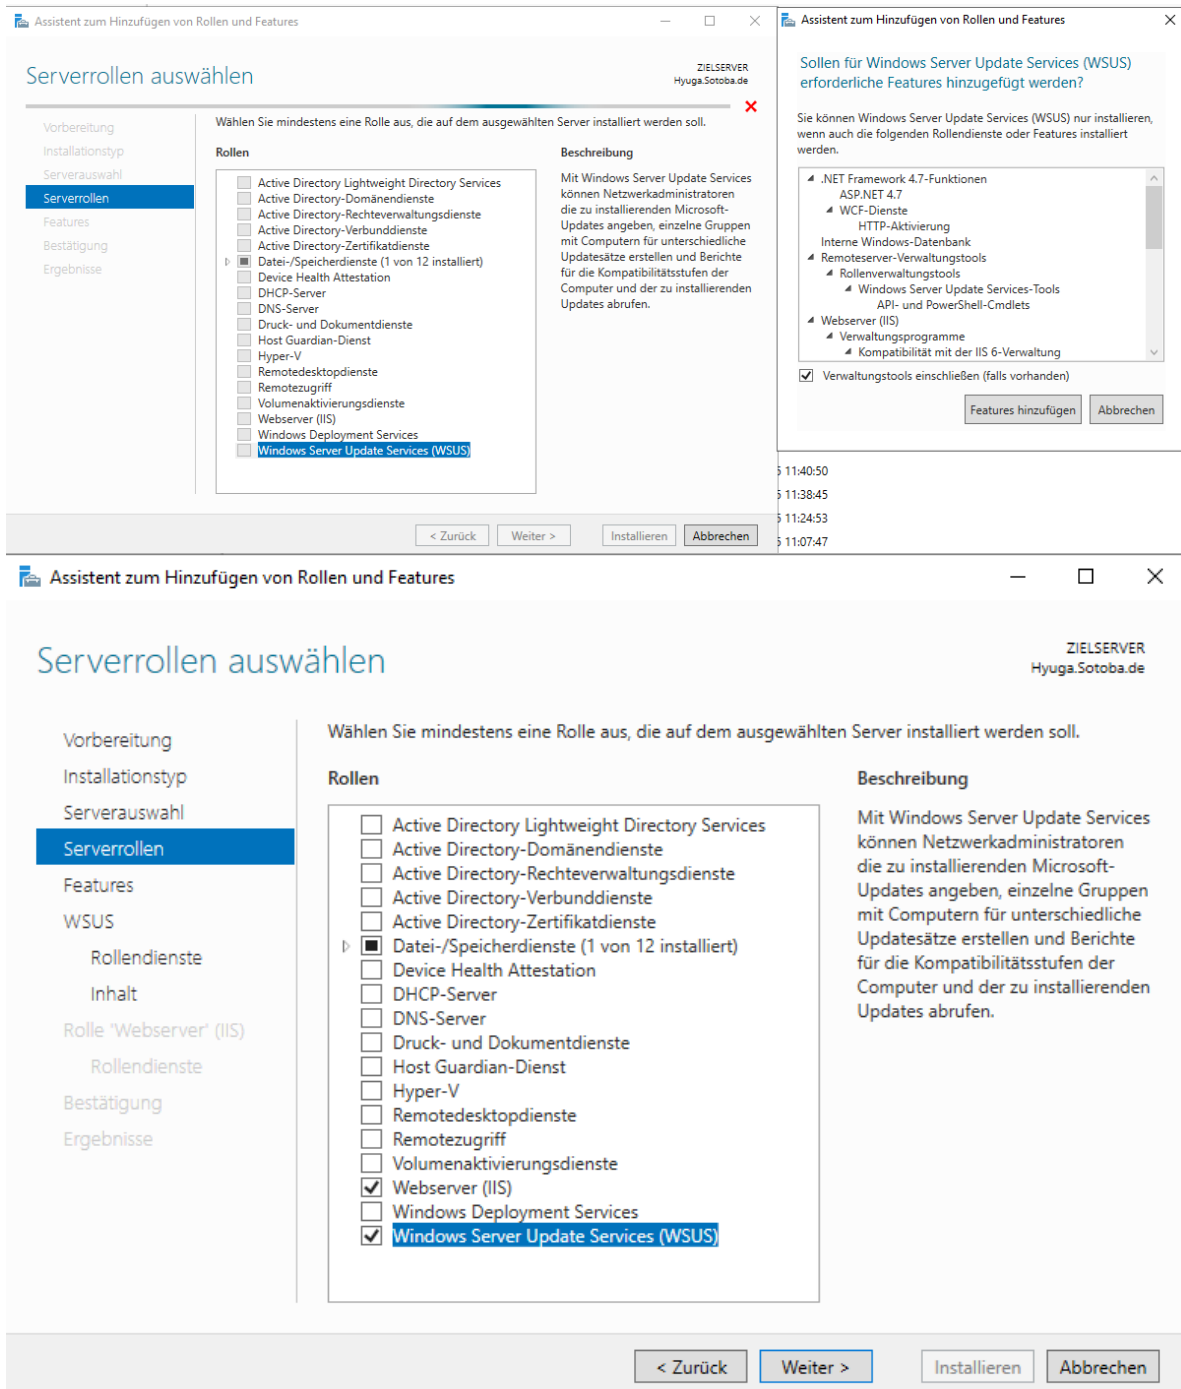 Assistent zum Hinzufügen von Rollen und Features
Serverrollen auswählen
ZIELSERVER
Hyuga.Sotoba.de
Vorbereitung
Installationstyp
Serverauswahl
Serverrollen
Features
Bestätigung
Ergebnisse
Wählen Sie mindestens eine Rolle aus, die auf dem ausgewählten Server installiert werden soll.
Rollen
Active Directory Lightweight Directory Services
Active Directory-Domänendienste
Active Directory-Rechteverwaltungsdienste
Active Directory-Verbunddienste
Active Directory-Zertifikatdienste
Datei-/Speicherdienste (1 von 12 installiert)
Device Health Attestation
DHCP-Server
DNS-Server
Druck- und Dokumentdienste
Host Guardian-Dienst
Hyper-V
Remotedesktopdienste
Remotezugriff
Volumenaktivierungsdienste
Webserver (IIS)
Windows Deployment Services
Windows Server Update Services (WSUS)
Beschreibung
Mit Windows Server Update Services
können Netzwerkadministratoren
die zu installierenden Microsoft-
Updates angeben, einzelne Gruppen
mit Computern für unterschiedliche
Updatesätze erstellen und Berichte
für die Kompatibilitätsstufen der
Computer und der zu installierenden
Updates abrufen.
< Zurück
Weiter >
Installieren
Abbrechen
Assistent zum Hinzufügen von Rollen und Features
Sollen für Windows Server Update Services (WSUS)
erforderliche Features hinzugefügt werden?
Sie können Windows Server Update Services (WSUS) nur installieren,
wenn auch die folgenden Rollendienste oder Features installiert
werden.
.NET Framework 4.7-Funktionen
ASP.NET 4.7
WCF-Dienste
HTTP-Aktivierung
Interne Windows-Datenbank
Remoteserver-Verwaltungstools
Rollenverwaltungstools
Windows Server Update Services-Tools
API- und PowerShell-Cmdlets
Webserver (IIS)
Verwaltungsprogramme
Kompatibilität mit der IIS 6-Verwaltung
Verwaltungstools einschließen (falls vorhanden)
Features hinzufügen
Abbrechen
11:40:50
11:38:45
11:24:53
11:07:47
Assistent zum Hinzufügen von Rollen und Features
Serverrollen auswählen
ZIELSERVER
Hyuga.Sotoba.de
Vorbereitung
Installationstyp
Serverauswahl
Serverrollen
Features
WSUS
Rollendienste
Inhalt
Rolle 'Webserver' (IIS)
Rollendienste
Bestätigung
Ergebnisse
Wählen Sie mindestens eine Rolle aus, die auf dem ausgewählten Server installiert werden soll.
Rollen
Active Directory Lightweight Directory Services
Active Directory-Domänendienste
Active Directory-Rechteverwaltungsdienste
Active Directory-Verbunddienste
Active Directory-Zertifikatdienste
Datei-/Speicherdienste (1 von 12 installiert)
Device Health Attestation
DHCP-Server
DNS-Server
Druck- und Dokumentdienste
Host Guardian-Dienst
Hyper-V
Remotedesktopdienste
Remotezugriff
Volumenaktivierungsdienste
Webserver (IIS)
Windows Deployment Services
Windows Server Update Services (WSUS)
Beschreibung
Mit Windows Server Update Services
können Netzwerkadministratoren
die zu installierenden Microsoft-
Updates angeben, einzelne Gruppen
mit Computern für unterschiedliche
Updatesätze erstellen und Berichte
für die Kompatibilitätsstufen der
Computer und der zu installierenden
Updates abrufen.
< Zurück
Weiter >
Installieren
Abbrechen